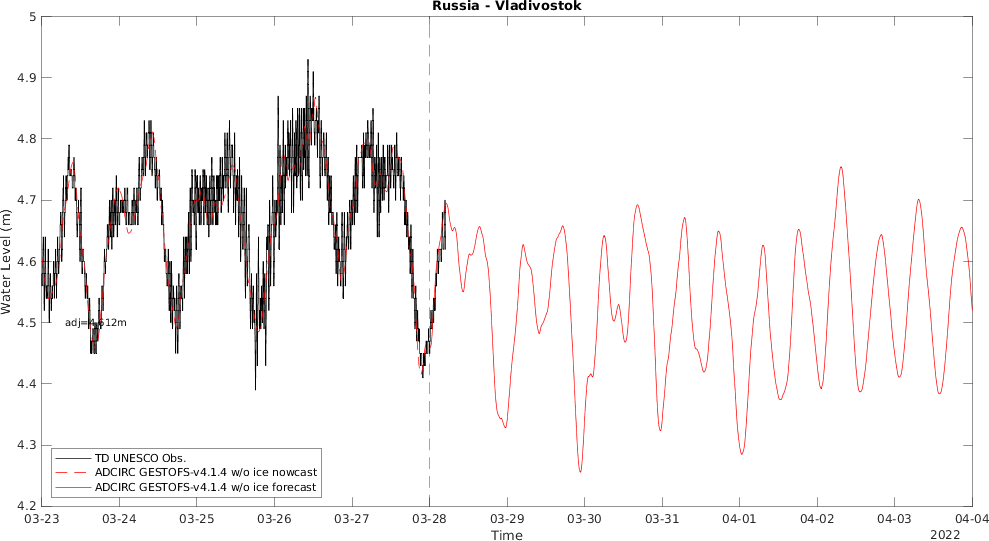 Russia - Vladivostok
5
4.9
4.8
4.7
4.6
4.5
4.4
4.3
4.2
Water Level (m)
adj=4.612m
TD UNESCO Obs.
ADCIRC GESTOFS-v4.1.4 w/o ice nowcast
ADCIRC GESTOFS-v4.1.4 w/o ice forecast
03-23 03-24 03-25 03-26 03-27 03-28 03-29 03-30 03-31 04-01 04-02 04-03 04-04
Time
2022